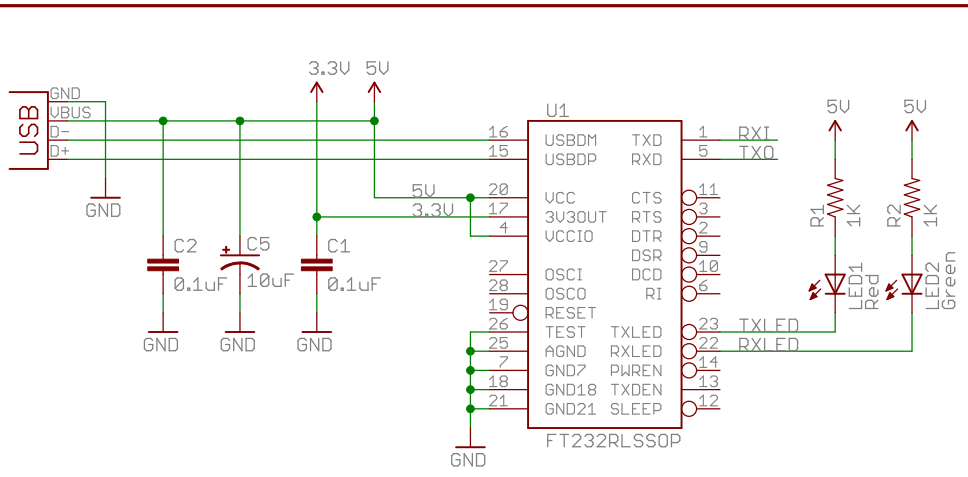 3.3V 5V
GND
VBUS
D-
D+
USB
GND
C2
0.1uF
GND
C5
+
10uF
GND
C1
0.1uF
GND
5V
3.3V
U1
16 USBDM TXD 1 RXI
15 USBDP RXD 5 TXO
20 VCC CTS 11
17 3V3OUT RTS 3
4 VCCIO DTR 2
DSR 9
27 OSCI DCD 10
28 OSCO RI 6
19 RESET
26 TEST TXLED 23 TXLED
25 AGND RXLED 22 RXLED
7 GND7 PWREN 14
18 GND18 TXDEN 13
21 GND21 SLEEP 12
FT232RLSSOP
GND
5V
R1
1K
LED1
Red
5V
R2
1K
LED2
Green